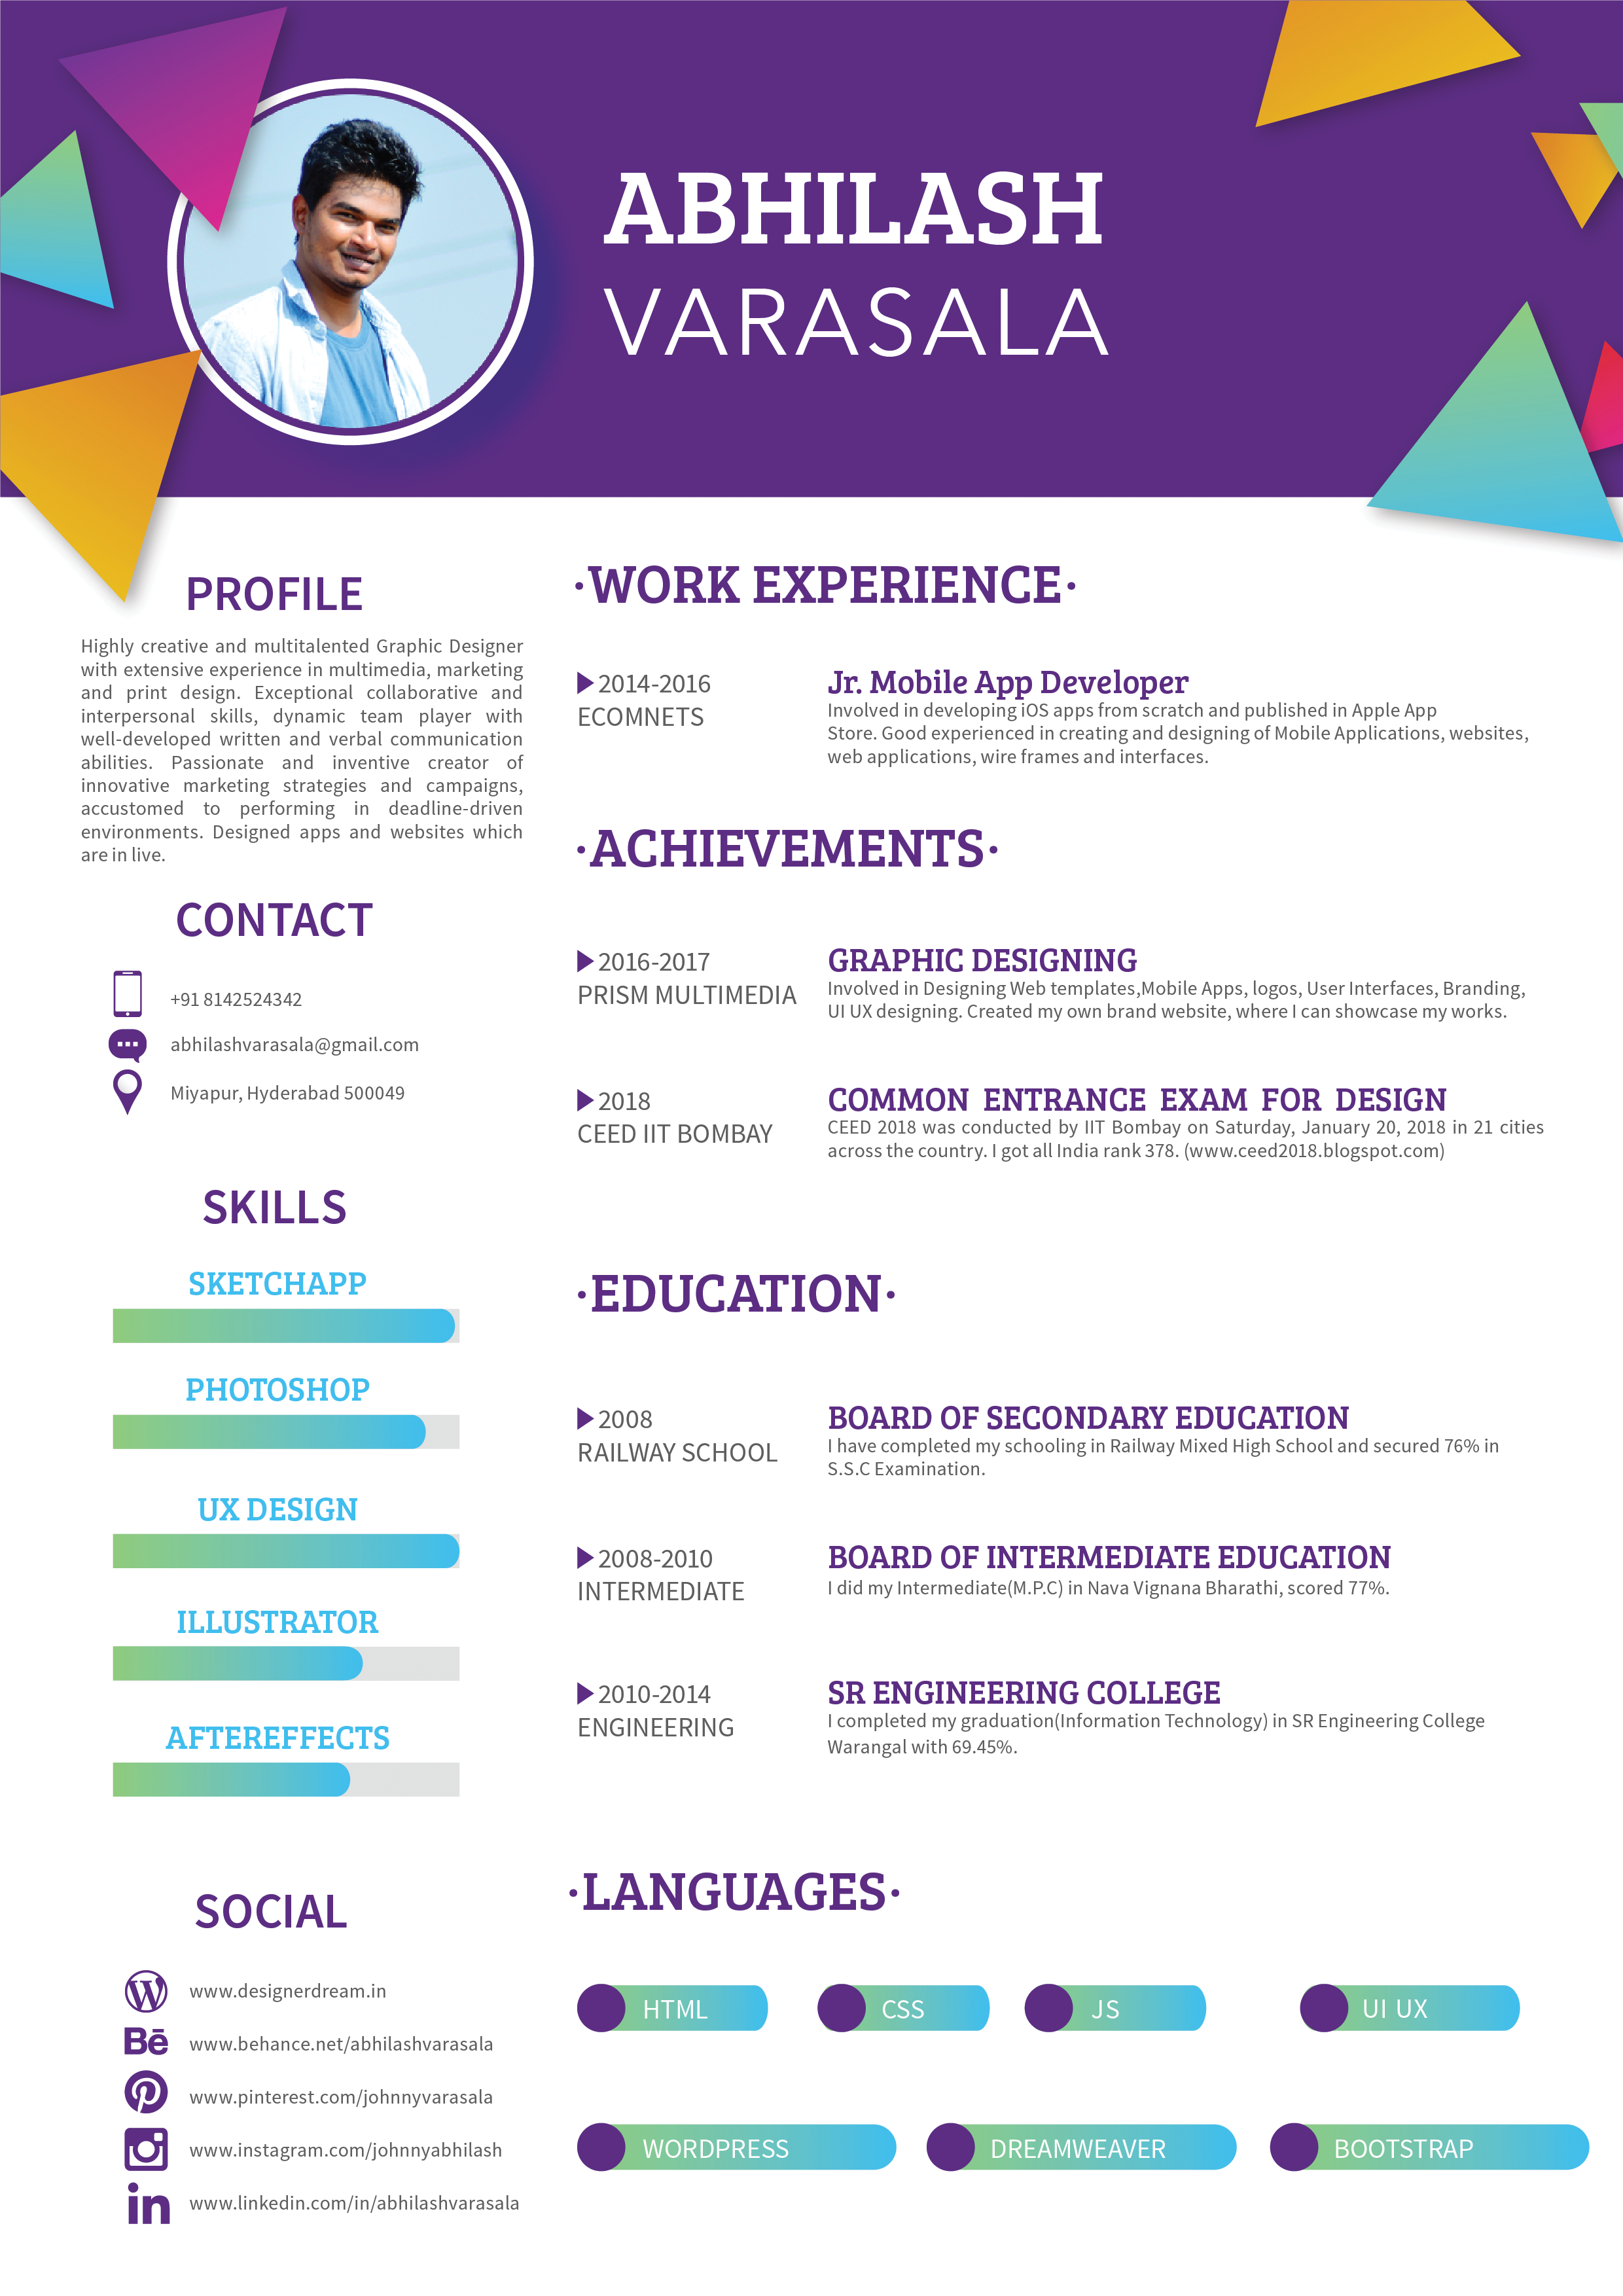 ABHILASH
VARASALA
PROFILE
Highly creative and multitalented Graphic Designer
with extensive experience in multimedia, marketing
and print design. Exceptional collaborative and
interpersonal skills, dynamic team player with
well-developed written and verbal communication
abilities. Passionate and inventive creator of
innovative marketing strategies and campaigns,
accustomed to performing in deadline-driven
environments. Designed apps and websites which
are in live.
CONTACT
+91 8142524342
abhilashvarasala@gmail.com
Miyapur, Hyderabad 500049
SKILLS
SKETCHAPP
PHOTOSHOP
UX DESIGN
ILLUSTRATOR
AFTEREFFECTS
SOCIAL
www.designerdream.in
Bē www.behance.net/abhilashvarasala
www.pinterest.com/johnnyvarasala
www.instagram.com/johnnyabhilash
in www.linkedin.com/in/abhilashvarasala
·WORK EXPERIENCE·
2014-2016
ECOMNETS
Jr. Mobile App Developer
Involved in developing iOS apps from scratch and published in Apple App
Store. Good experienced in creating and designing of Mobile Applications, websites,
web applications, wire frames and interfaces.
·ACHIEVEMENTS·
2016-2017
PRISM MULTIMEDIA
GRAPHIC DESIGNING
Involved in Designing Web templates,Mobile Apps, logos, User Interfaces, Branding,
UI UX designing. Created my own brand website, where I can showcase my works.
2018
CEED IIT BOMBAY
COMMON ENTRANCE EXAM FOR DESIGN
CEED 2018 was conducted by IIT Bombay on Saturday, January 20, 2018 in 21 cities
across the country. I got all India rank 378. (www.ceed2018.blogspot.com)
·EDUCATION·
2008
RAILWAY SCHOOL
BOARD OF SECONDARY EDUCATION
I have completed my schooling in Railway Mixed High School and secured 76% in
S.S.C Examination.
2008-2010
INTERMEDIATE
BOARD OF INTERMEDIATE EDUCATION
I did my Intermediate(M.P.C) in Nava Vignana Bharathi, scored 77%.
2010-2014
ENGINEERING
SR ENGINEERING COLLEGE
I completed my graduation(Information Technology) in SR Engineering College
Warangal with 69.45%.
·LANGUAGES·
HTML
CSS
JS
UI UX
WORDPRESS
DREAMWEAVER
BOOTSTRAP